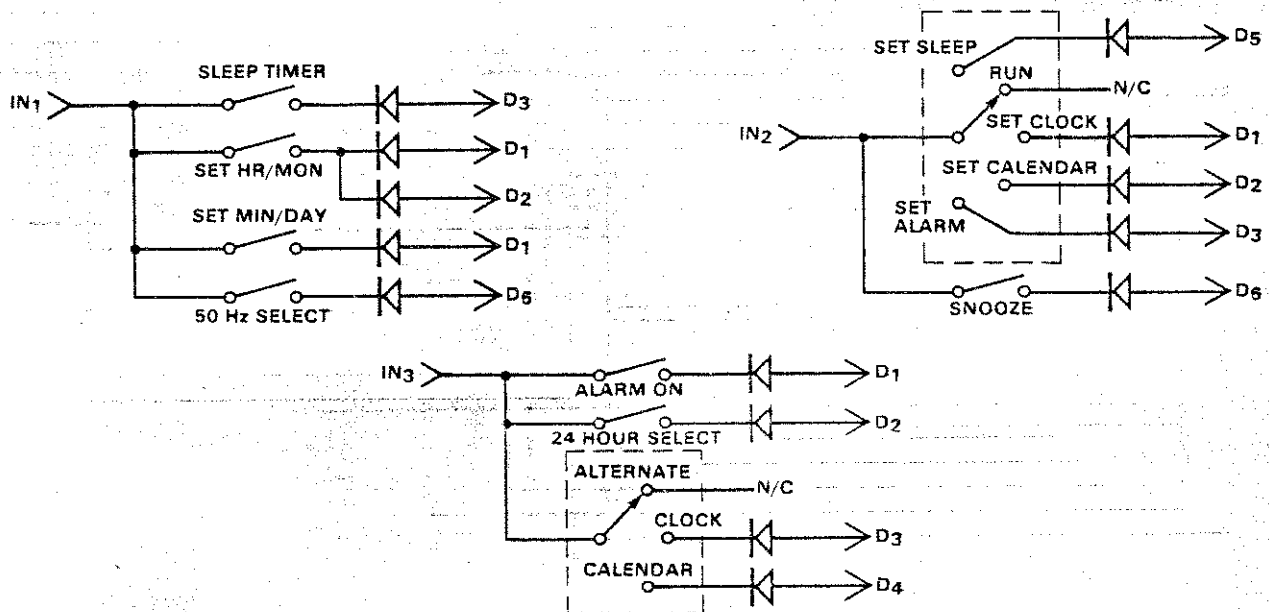 SLEEP TIMER
IN1
D3
D1
SET HR/MON
D2
SET MIN/DAY
D1
50 Hz SELECT
D6
SET SLEEP
D5
RUN
N/C
IN2
SET CLOCK
D1
SET CALENDAR
D2
SET
ALARM
D3
SNOOZE
D6
IN3
ALARM ON
D1
24 HOUR SELECT
D2
ALTERNATE
N/C
CLOCK
D3
CALENDAR
D4